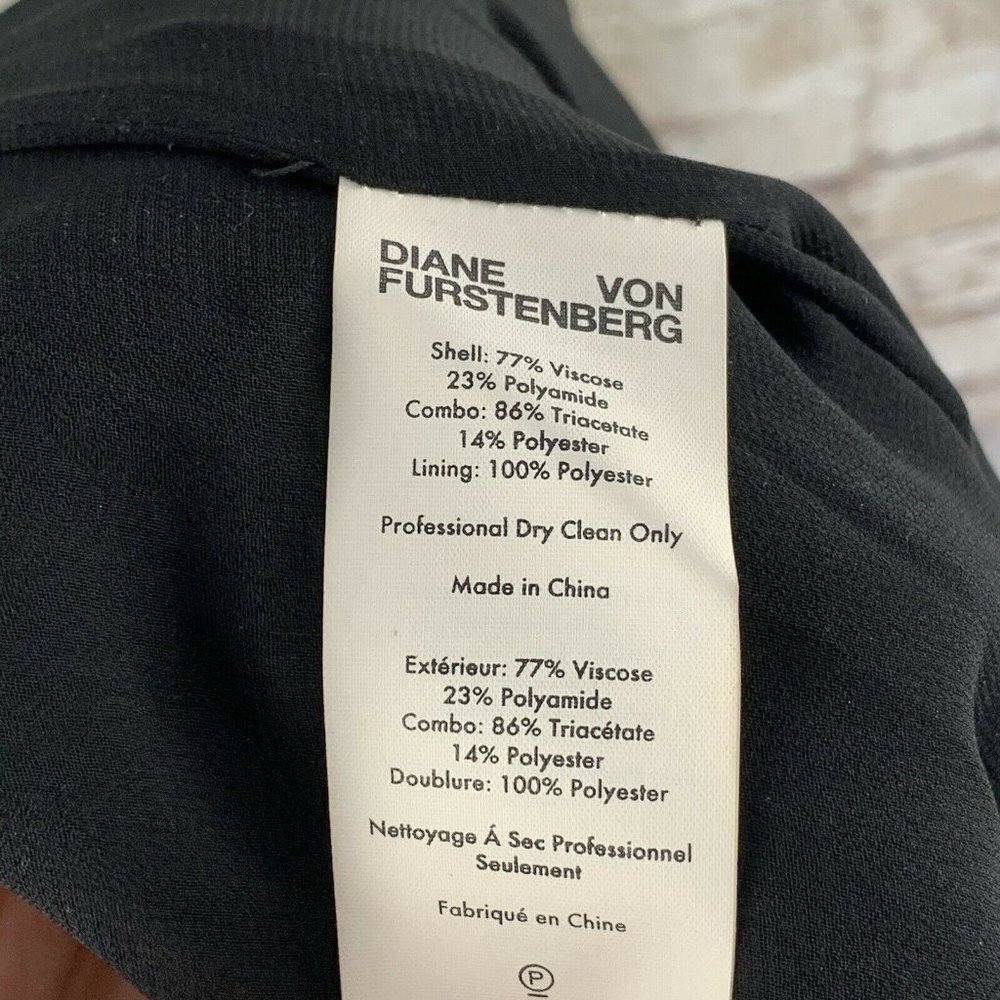 DIANE VON
FURSTENBERG
Shell: 77% Viscose
23% Polyamide
Combo: 86% Triacetate
14% Polyester
Lining: 100% Polyester
Professional Dry Clean Only
Made in China
Extérieur: 77% Viscose
23% Polyamide
Combo: 86% Triacétate
14% Polyester
Doublure: 100% Polyester
Nettoyage Á Sec Professionnel
Seulement
Fabriqué en Chine
P